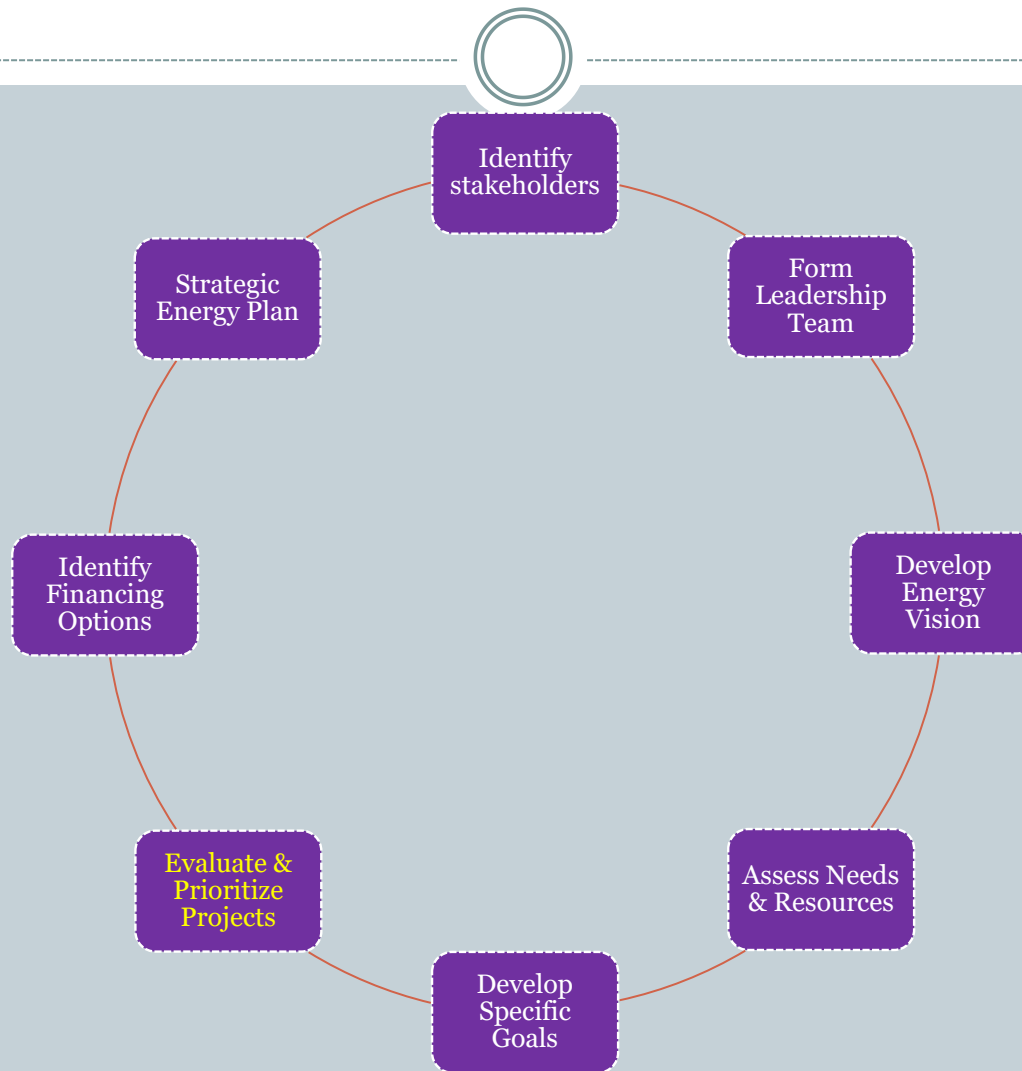 Identify
stakeholders
Form
Leadership
Team
Develop
Energy
Vision
Assess Needs
& Resources
Develop
Specific
Goals
Evaluate &
Prioritize
Projects
Identify
Financing
Options
Strategic
Energy Plan